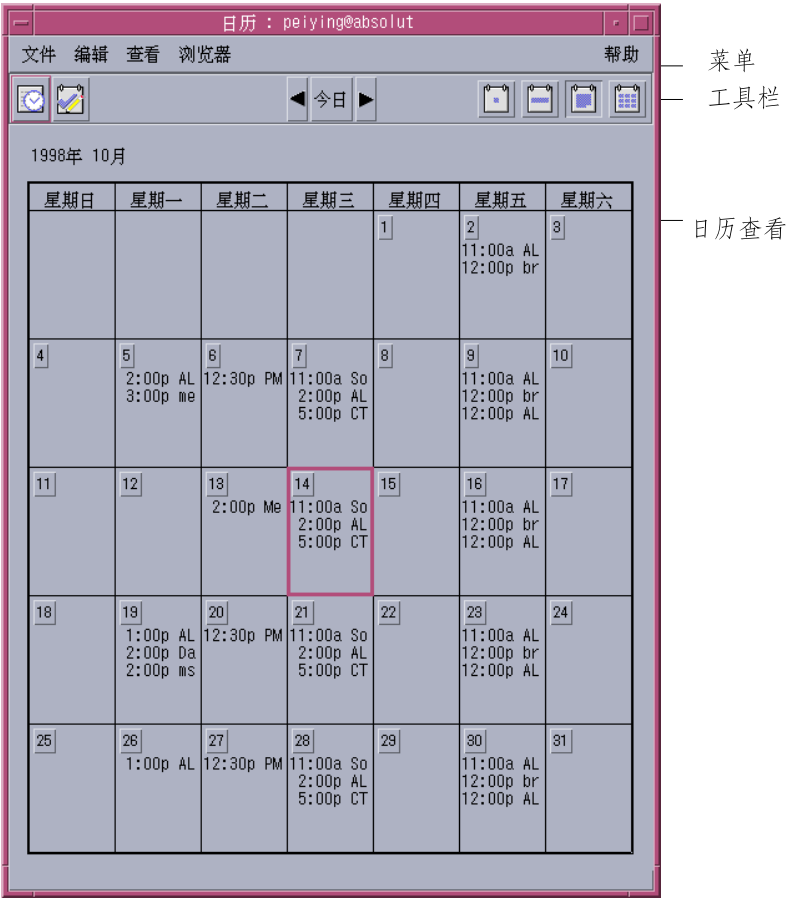 日历 : peiying@absolut
文件 编辑 查看 浏览器 帮助
菜单
今日
工具栏
1998年 10月
星期日 星期一 星期二 星期三 星期四 星期五 星期六
日历查看
1 2 3
11:00a AL
12:00p br
4 5 6 7 8 9 10
2:00p AL 12:30p PM 11:00a So 11:00a AL
3:00p me 2:00p AL 12:00p br
5:00p CT 12:00p AL
11 12 13 14 15 16 17
2:00p Me 11:00a So 11:00a AL
2:00p AL 12:00p br
5:00p CT 12:00p AL
18 19 20 21 22 23 24
1:00p AL 12:30p PM 11:00a So 11:00a AL
2:00p Da 2:00p AL 12:00p br
2:00p ms 5:00p CT 12:00p AL
25 26 27 28 29 30 31
1:00p AL 12:30p PM 11:00a So 11:00a AL
2:00p AL 12:00p br
5:00p CT 12:00p AL